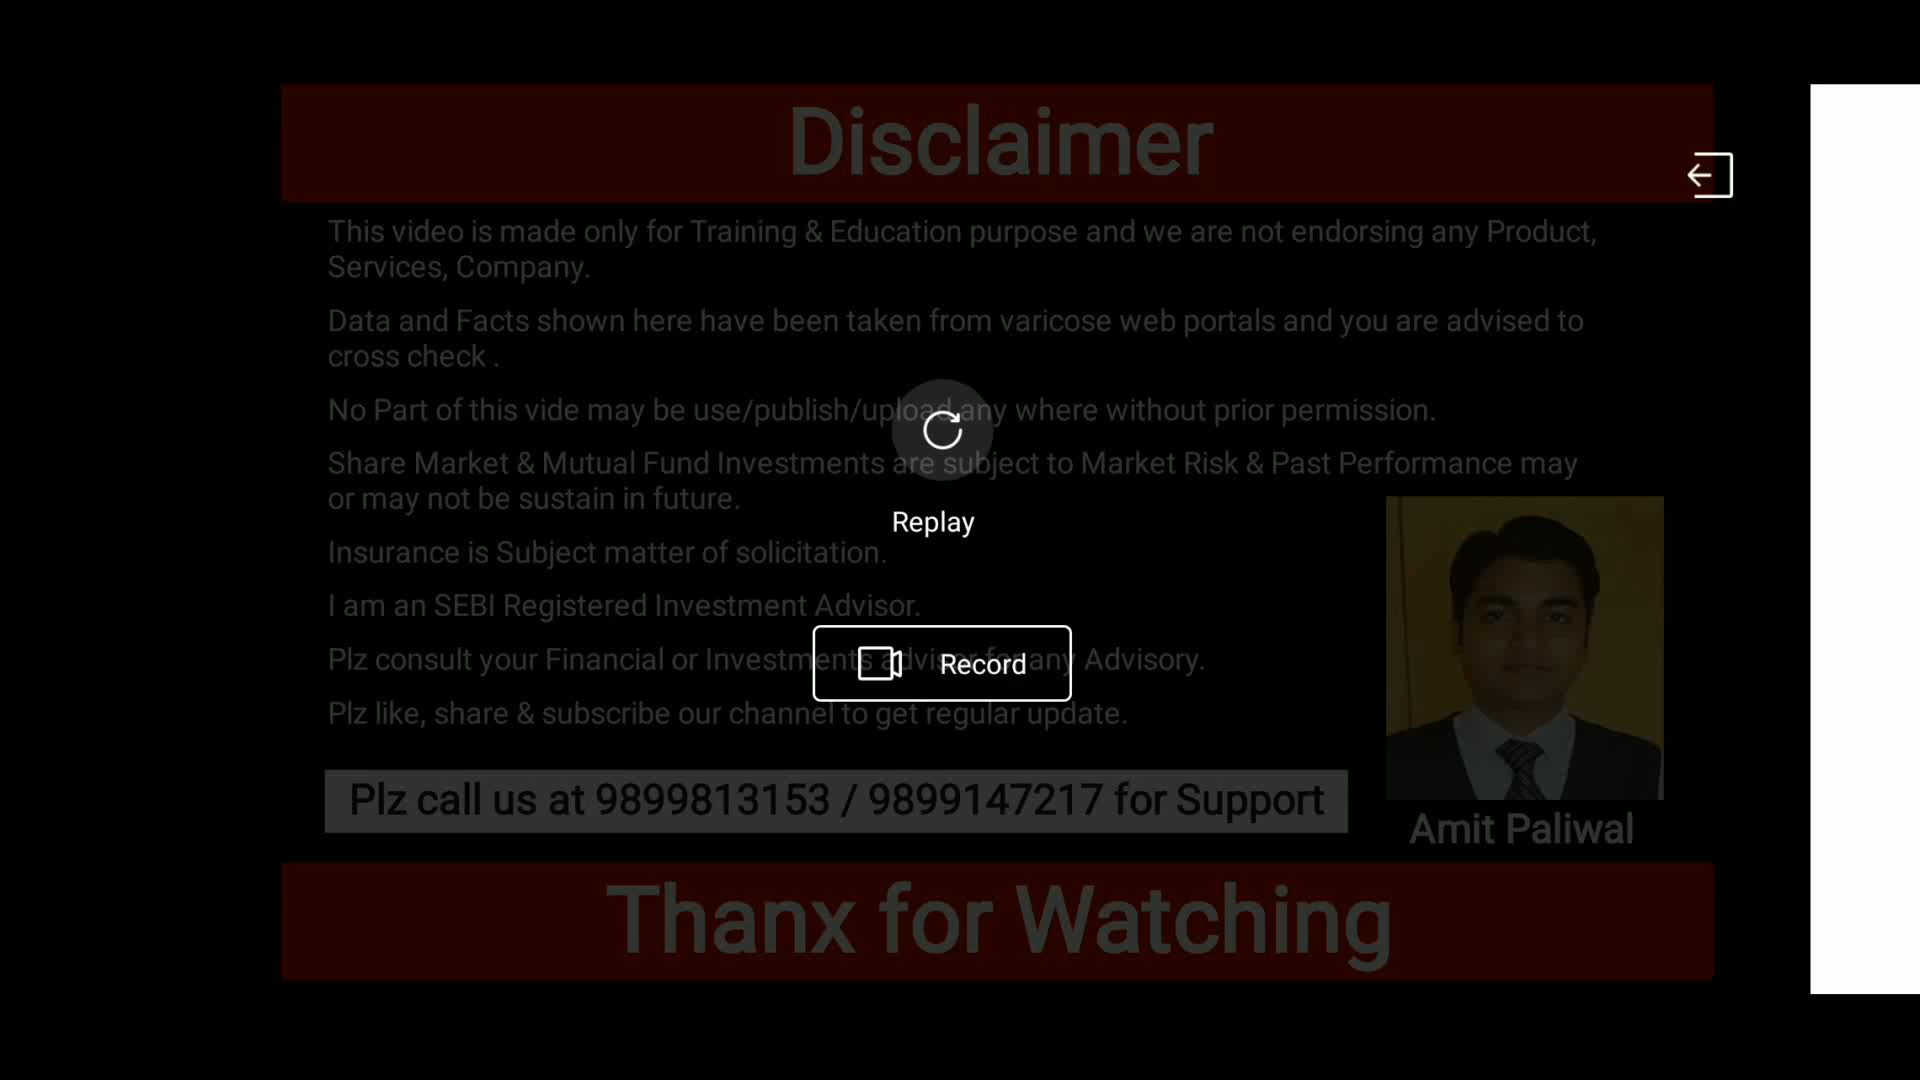 Disclaimer
This video is made only for Training & Education purpose and we are not endorsing any Product,
Services, Company.
Data and Facts shown here have been taken from varicose web portals and you are advised to
cross check .
No Part of this vide may be use/publish/upload any where without prior permission.
Share Market & Mutual Fund Investments are subject to Market Risk & Past Performance may
or may not be sustain in future.
Replay
Insurance is Subject matter of solicitation.
I am an SEBI Registered Investment Advisor.
Plz consult your Financial or Investments advisor for any Advisory.
Record
Plz like, share & subscribe our channel to get regular update.
Plz call us at 9899813153 / 9899147217 for Support
Amit Paliwal
Thanx for Watching